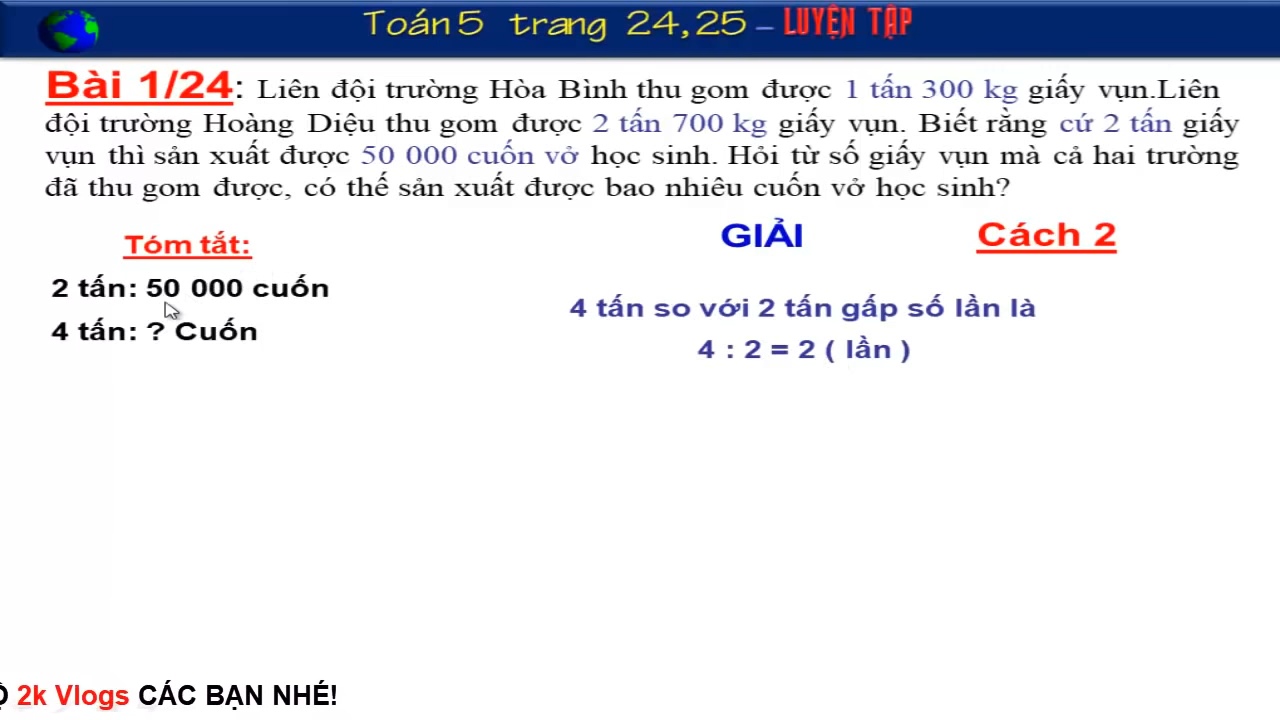 Toán 5 trang 24,25 – LUYỆN TẬP
Bài 1/24: Liên đội trường Hòa Bình thu gom được 1 tấn 300 kg giấy vụn.Liên
đội trường Hoàng Diệu thu gom được 2 tấn 700 kg giấy vụn. Biết rằng cứ 2 tấn giấy
vụn thì sản xuất được 50 000 cuốn vở học sinh. Hỏi từ số giấy vụn mà cả hai trường
đã thu gom được, có thế sản xuất được bao nhiêu cuốn vở học sinh?
Tóm tắt:
2 tấn: 50 000 cuốn
4 tấn: ? Cuốn
GIẢI
Cách 2
4 tấn so với 2 tấn gấp số lần là
4 : 2 = 2 ( lần )
2k Vlogs CÁC BẠN NHÉ!